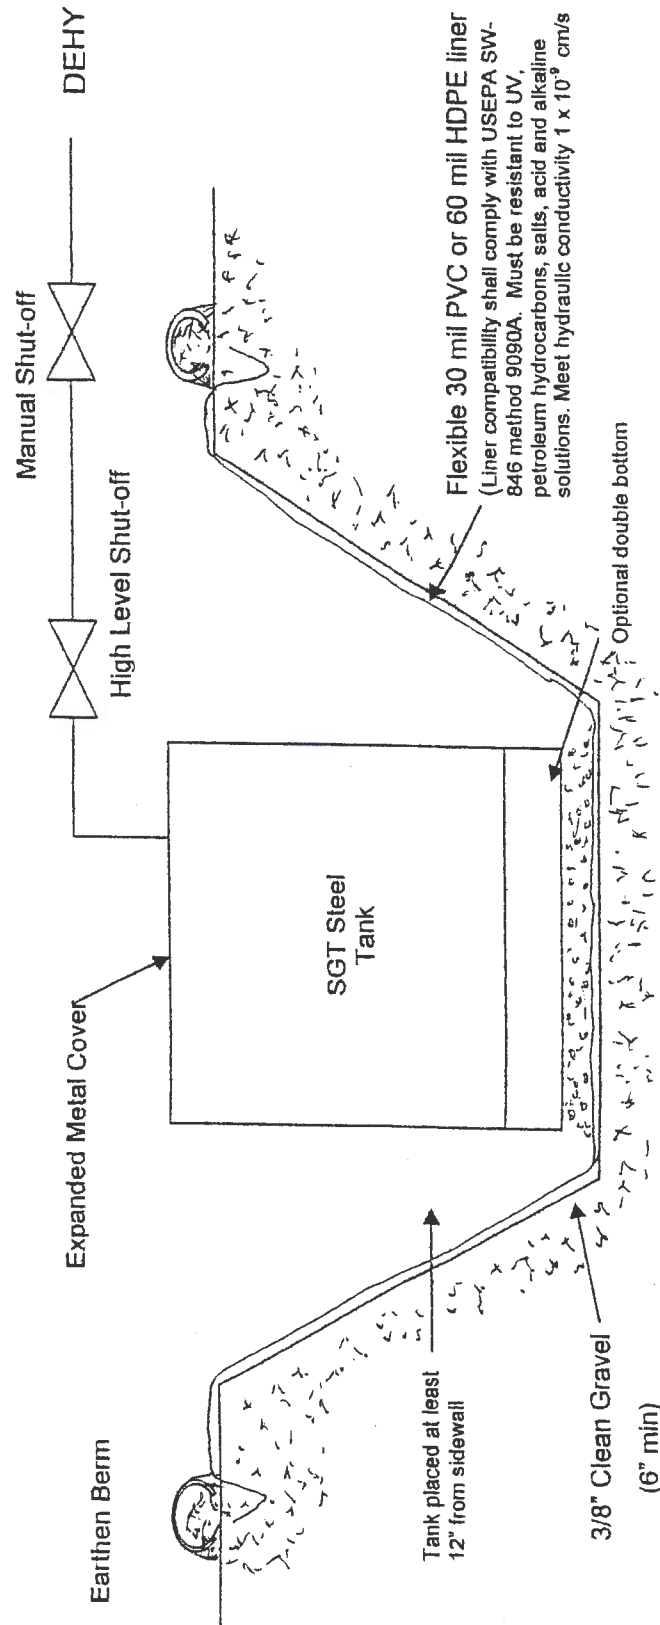 DEHY
Manual Shut-off
High Level Shut-off
Expanded Metal Cover
Earthen Berm
SGT Steel
Tank
Tank placed at least
12" from sidewall
3/8" Clean Gravel
(6" min)
Flexible 30 mil PVC or 60 mil HDPE liner
(Liner compatibility shall comply with USEPA SW-
846 method 9090A. Must be resistant to UV,
petroleum hydrocarbons, salts, acid and alkaline
solutions. Meet hydraulic conductivity 1 x 10⁻⁹ cm/s
Optional double bottom